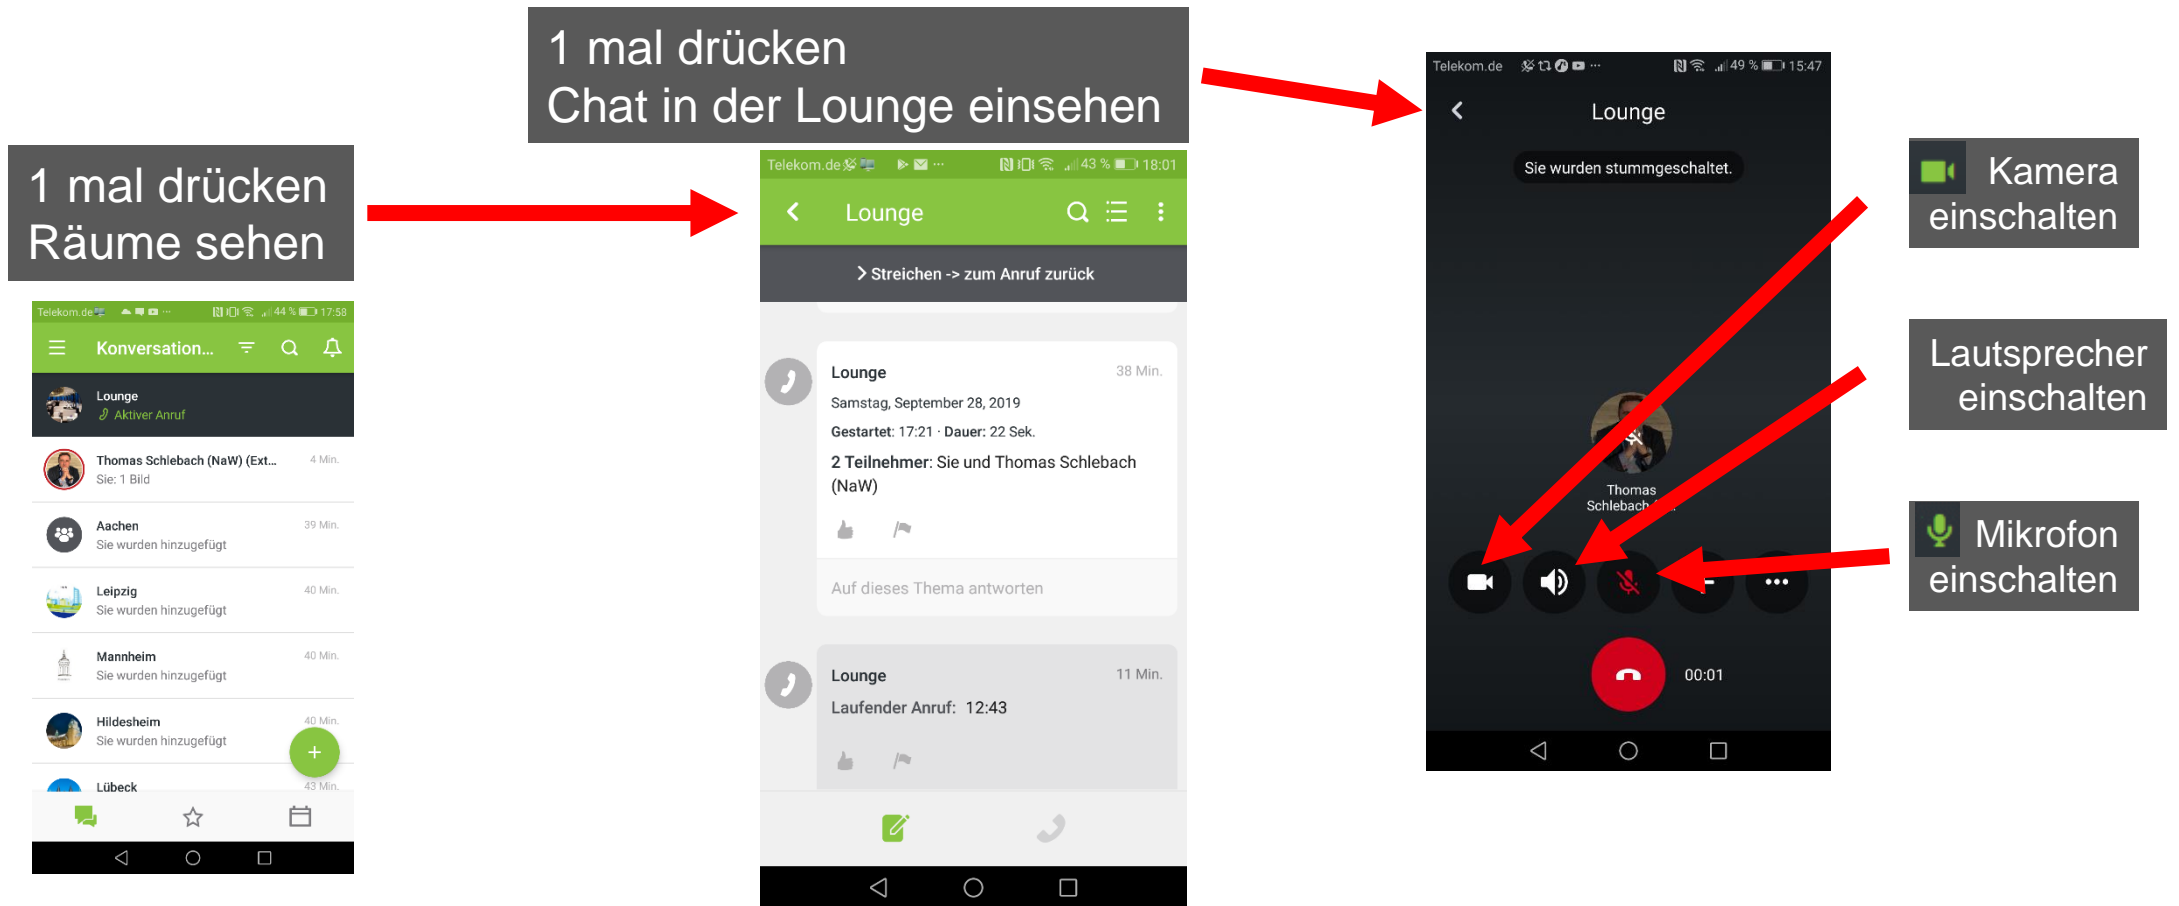 1 mal drücken
Räume sehen
Telekom.de 44 % 17:58
Konversation...
Lounge
Aktiver Anruf
Thomas Schlebach (NaW) (Ext... 4 Min.
Sie: 1 Bild
Aachen 39 Min.
Sie wurden hinzugefügt
Leipzig 40 Min.
Sie wurden hinzugefügt
Mannheim 40 Min.
Sie wurden hinzugefügt
Hildesheim 40 Min.
Sie wurden hinzugefügt
Lübeck 43 Min.
1 mal drücken
Chat in der Lounge einsehen
Telekom.de 43 % 18:01
Lounge
Streichen -> zum Anruf zurück
Lounge 38 Min.
Samstag, September 28, 2019
Gestartet: 17:21 · Dauer: 22 Sek.
2 Teilnehmer: Sie und Thomas Schlebach
(NaW)
Auf dieses Thema antworten
Lounge 11 Min.
Laufender Anruf: 12:43
Telekom.de 49 % 15:47
Lounge
Sie wurden stummgeschaltet.
Thomas
Schlebach
00:01
Kamera
einschalten
Lautsprecher
einschalten
Mikrofon
einschalten